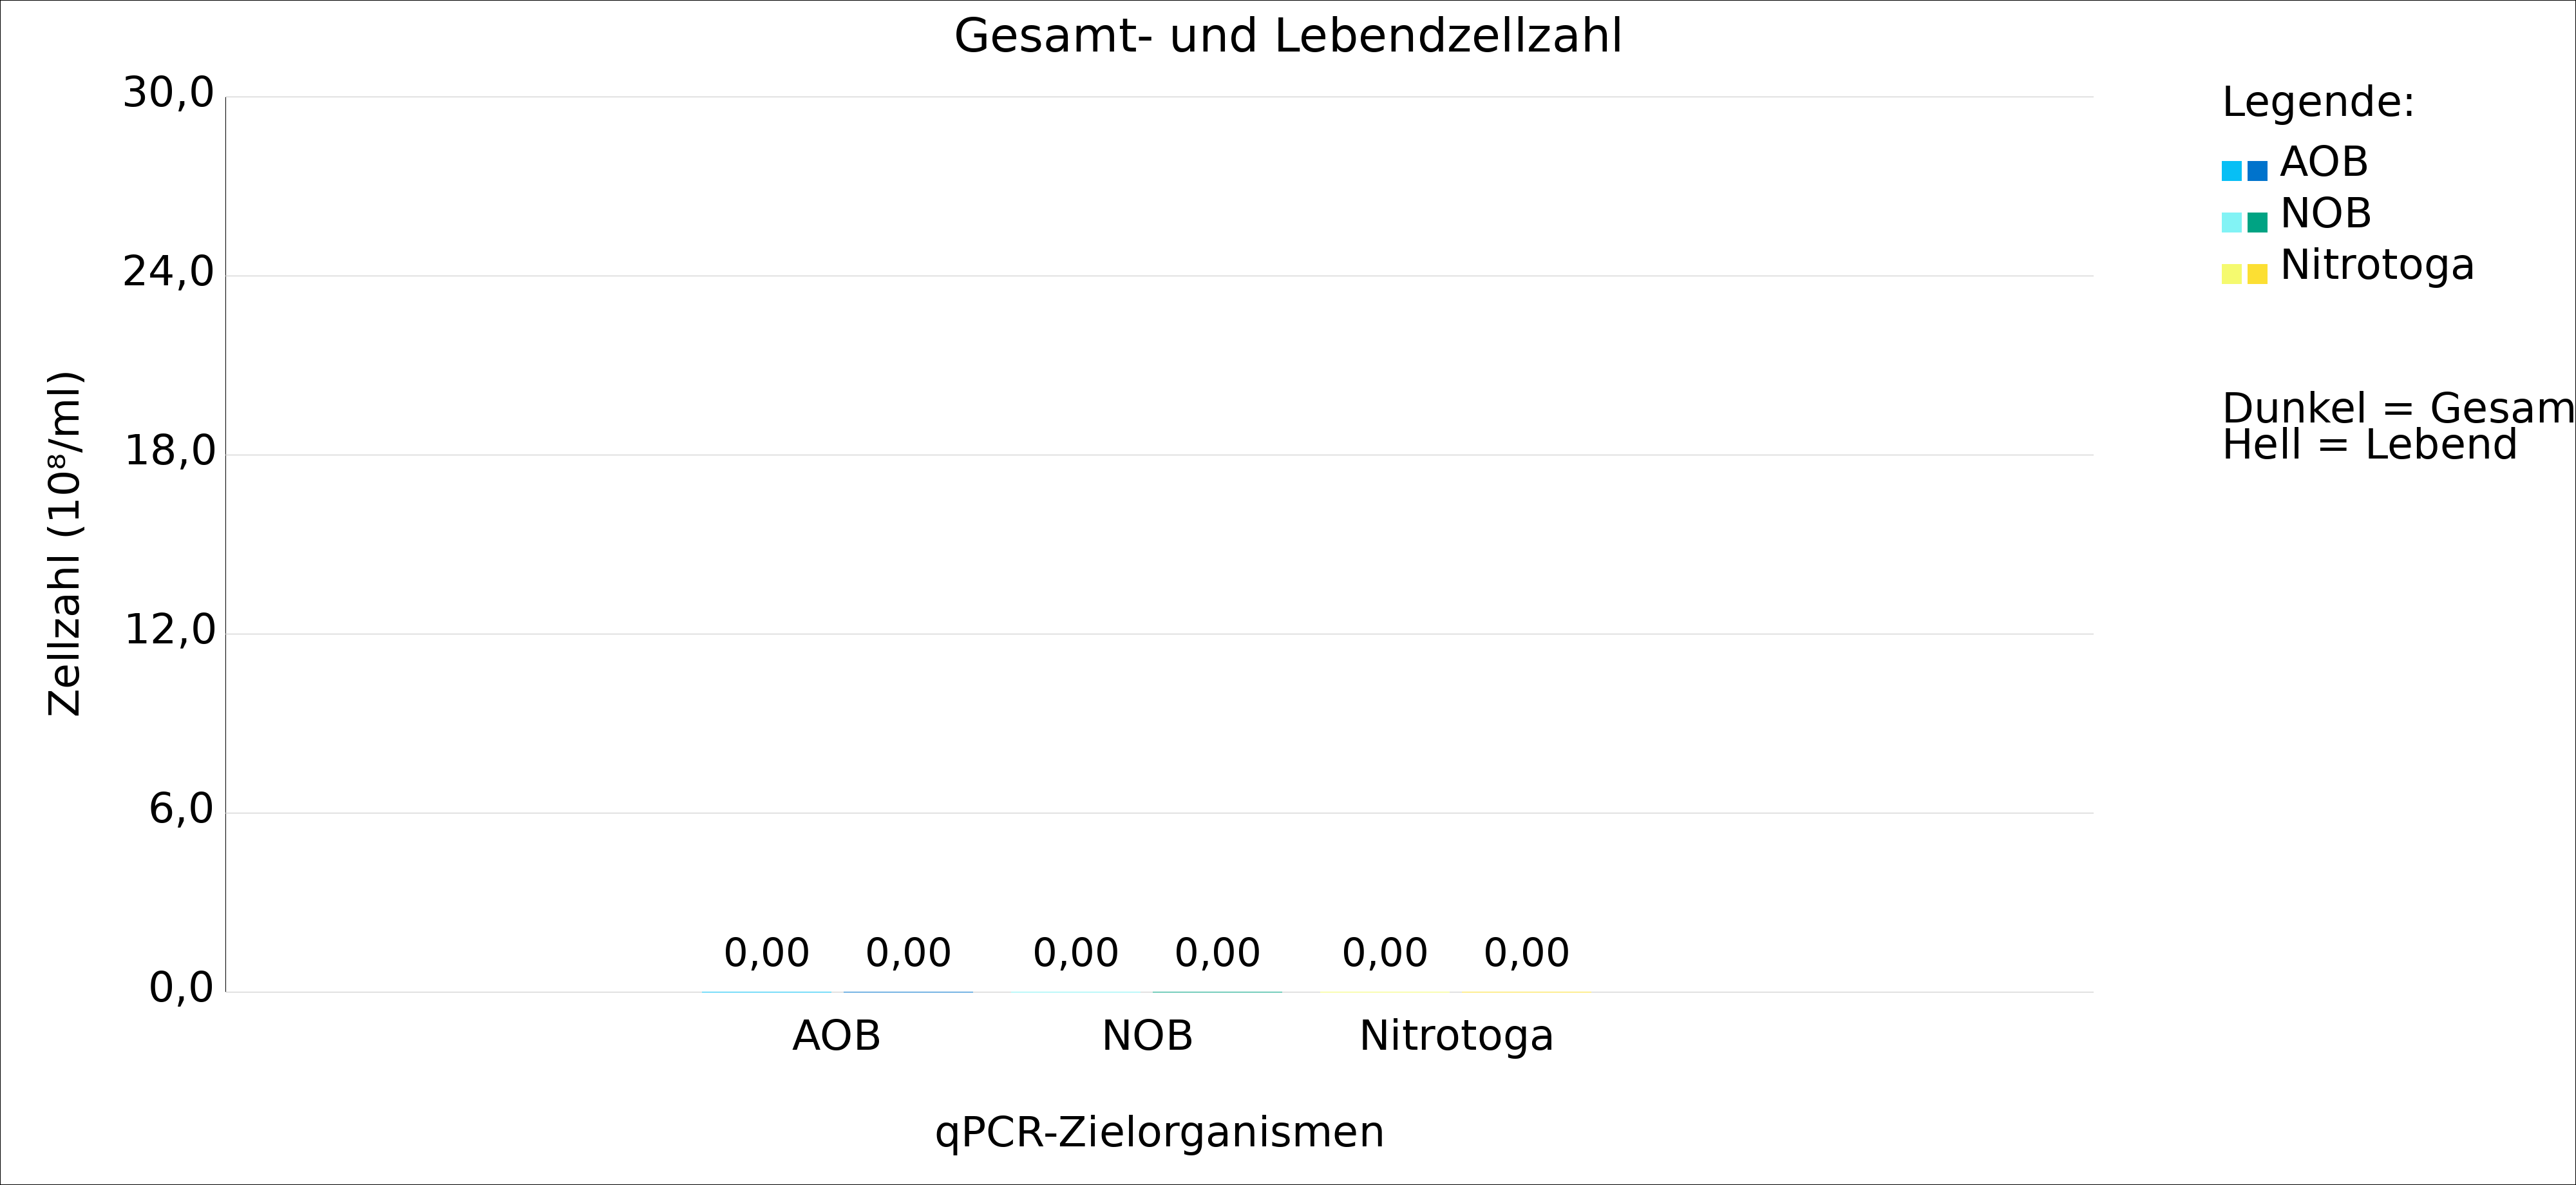 Gesamt- und Lebendzellzahl
30,0
24,0
18,0
12,0
6,0
0,0
Zellzahl (10⁸/ml)
0,00 0,00 0,00 0,00 0,00 0,00
AOB NOB Nitrotoga
qPCR-Zielorganismen
Legende:
AOB
NOB
Nitrotoga
Dunkel = Gesam
Hell = Lebend